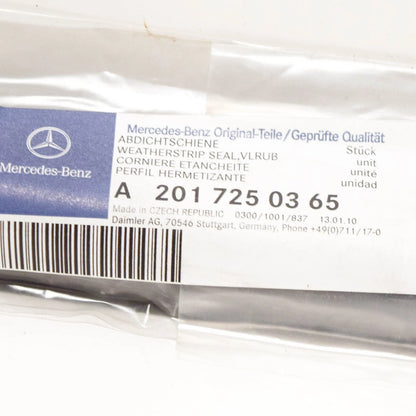 Mercedes-Benz Original-Teile/Geprüfte Qualität
ABDICHTSCHIENE
WEATHERSTRIP SEAL,VLRUB
CORNIERE ETANCHEITE
PERFIL HERMETIZANTE
Stück
unit
unité
unidad
Mercedes-Benz
A 201 725 03 65
Made in CZECH REPUBLIC 0300/1001/837 13.01.10
Daimler AG, 70546 Stuttgart, Germany, Phone +49(0)711/17-0